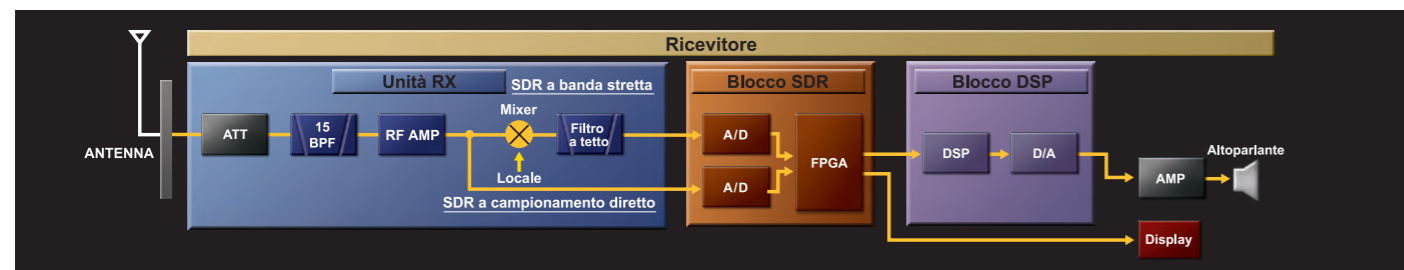 Ricevitore
Unità RX
SDR a banda stretta
Blocco SDR
Blocco DSP
Mixer
ATT
15
BPF
RF AMP
Filtro
a tetto
A/D
ANTENNA
Locale
SDR a campionamento diretto
A/D
FPGA
DSP
D/A
Altoparlante
AMP
Display